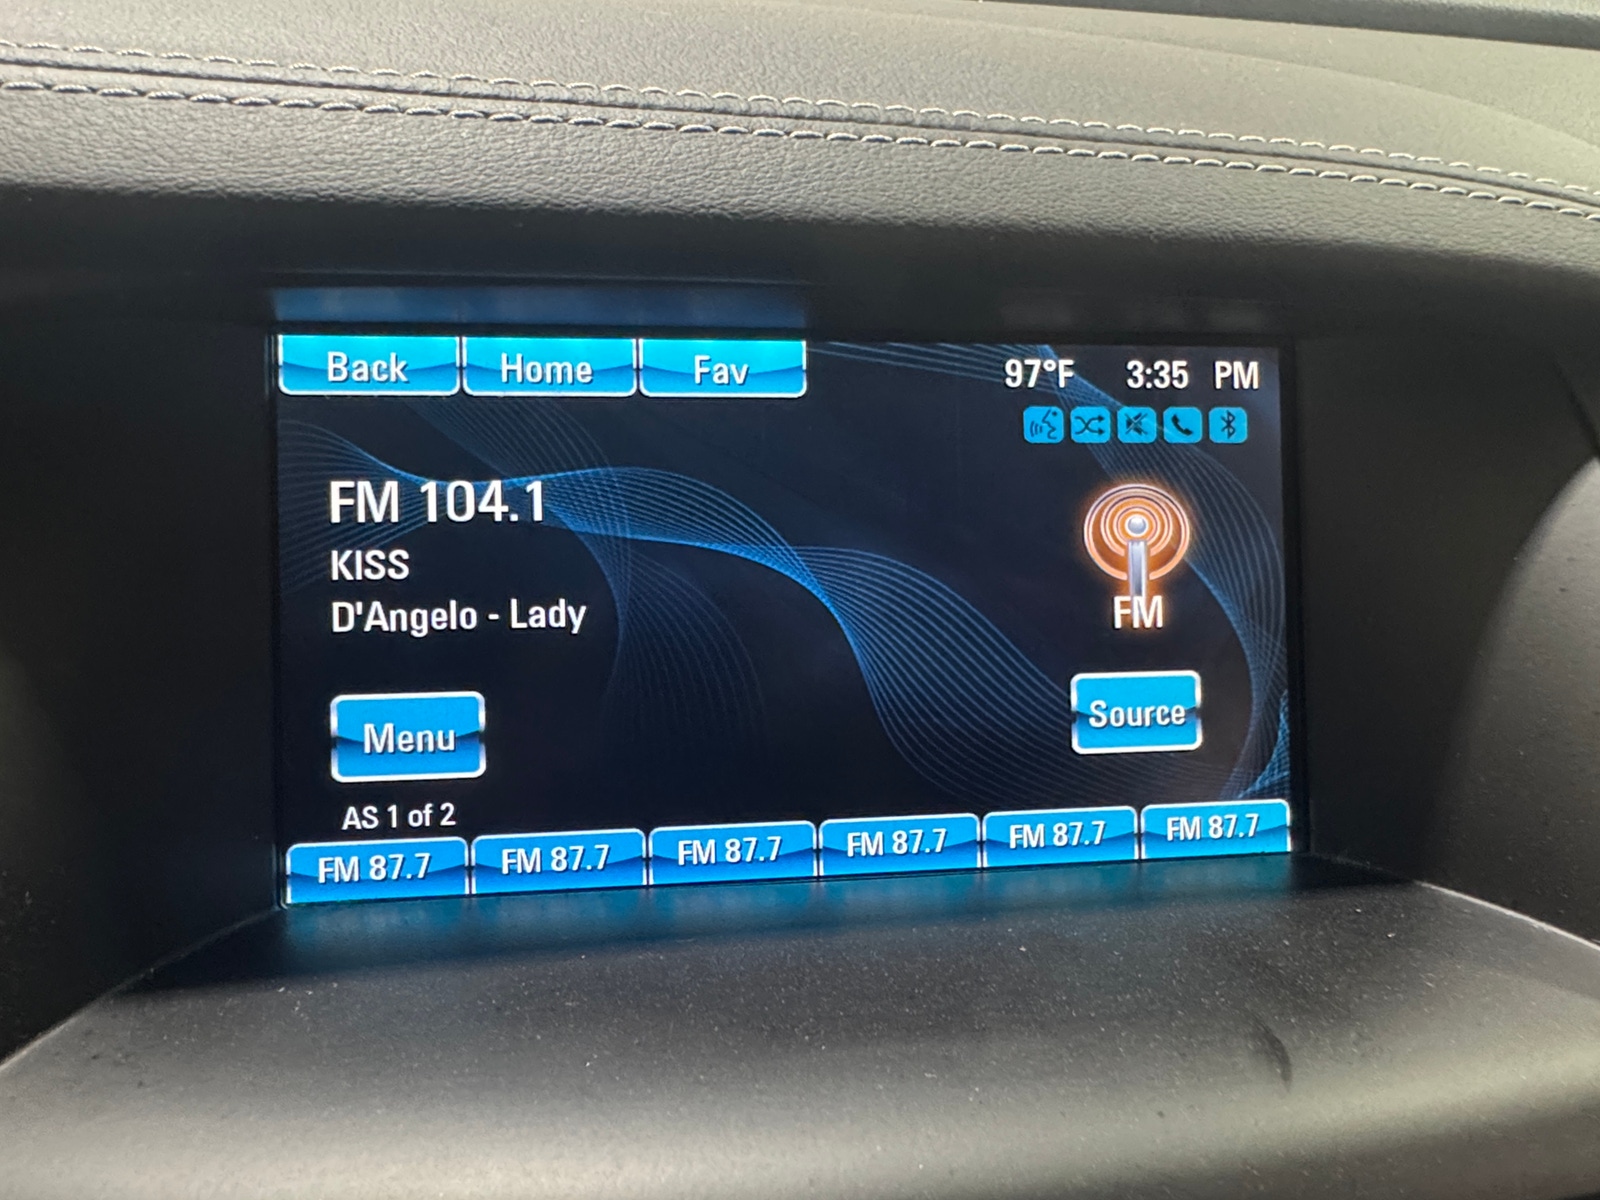 Back Home Fav 97°F 3:35 PM
FM 104.1
KISS
D'Angelo - Lady
FM
Menu Source
AS 1 of 2
FM 87.7 FM 87.7 FM 87.7 FM 87.7 FM 87.7 FM 87.7